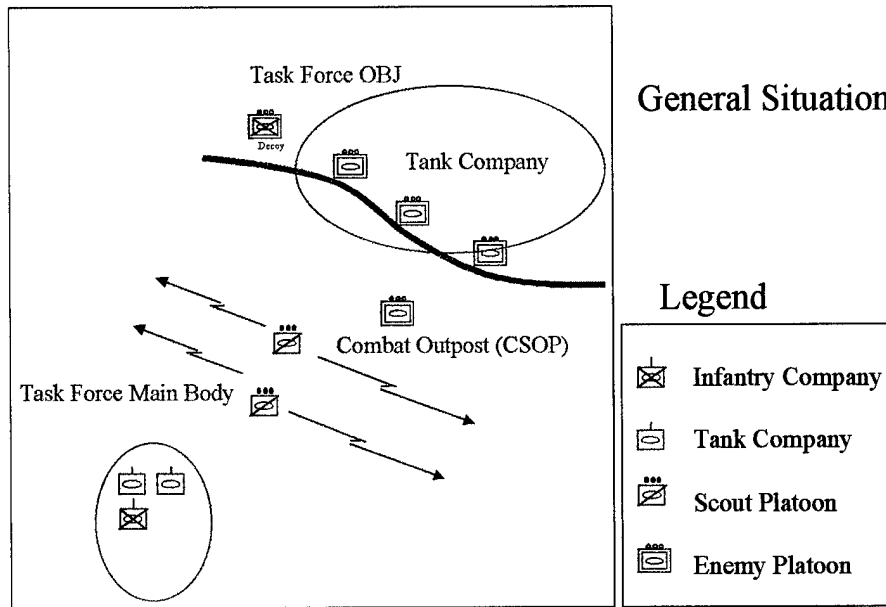 Task Force OBJ
General Situation
Decoy
Tank Company
Legend
Combat Outpost (CSOP)
Task Force Main Body
Infantry Company
Tank Company
Scout Platoon
Enemy Platoon